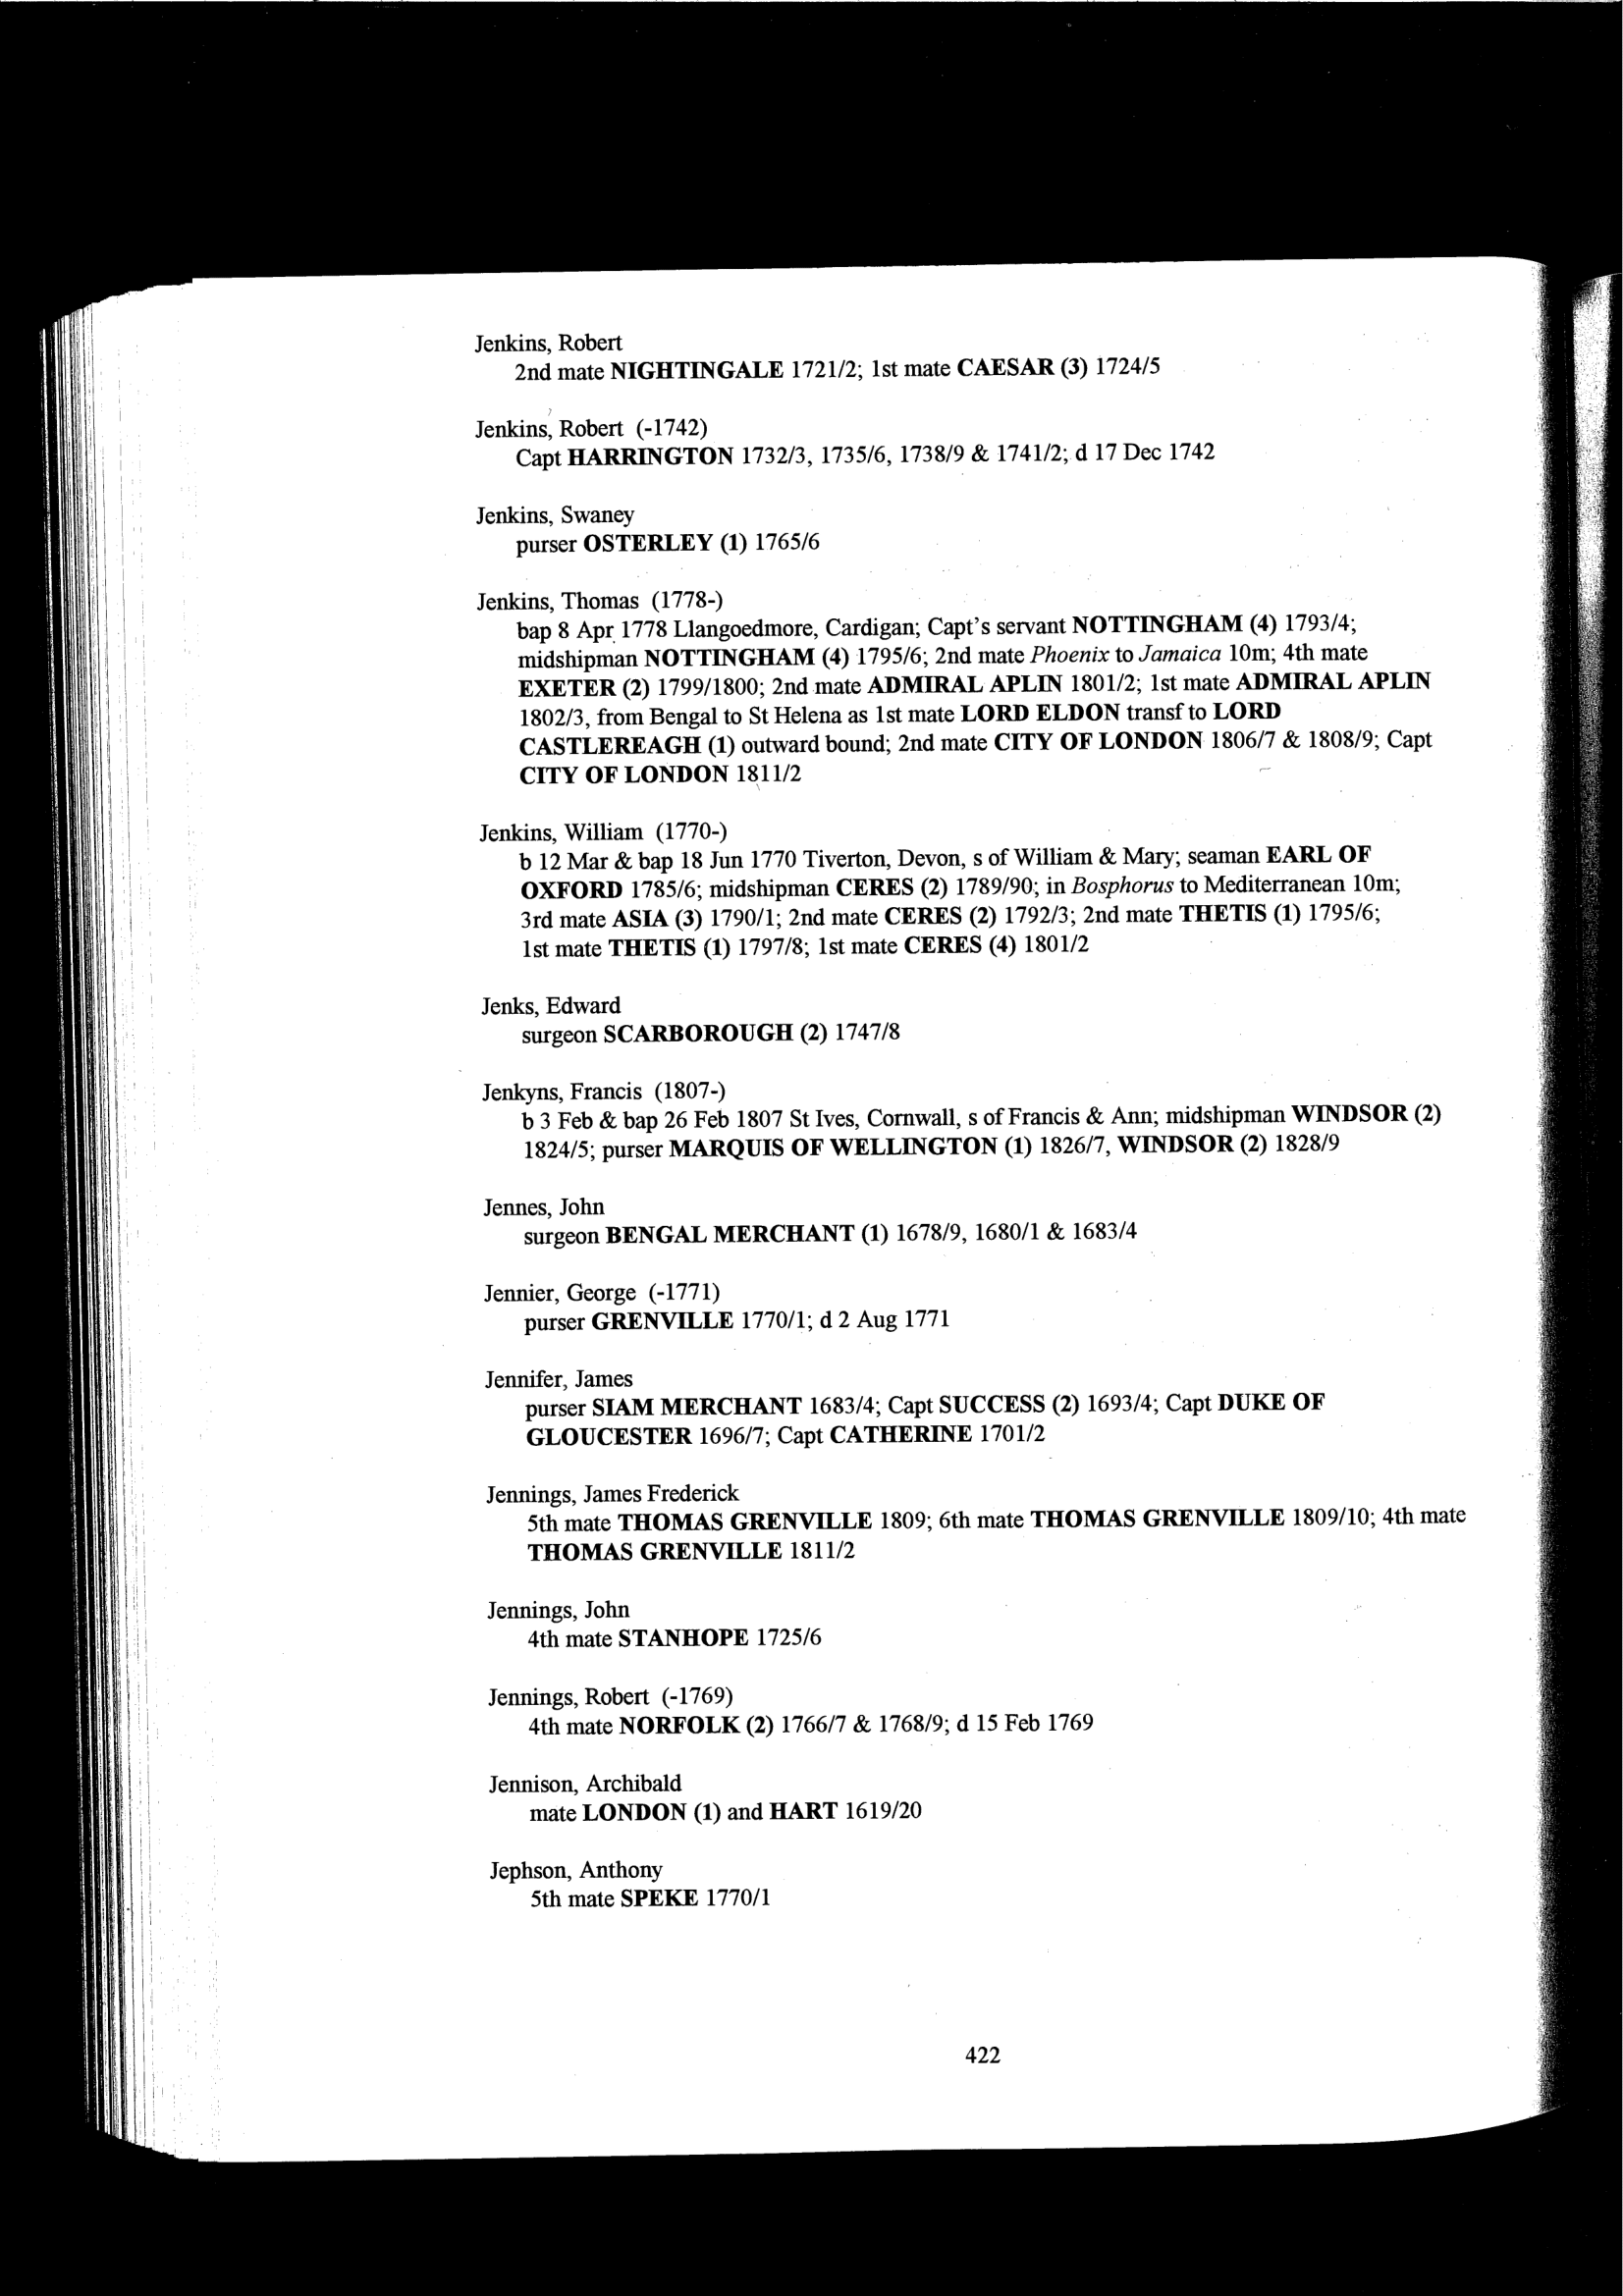 Jenkins, Robert
2nd mate NIGHTINGALE 1721/2; 1st mate CAESAR (3) 1724/5
Jenkins, Robert (-1742)
Capt HARRINGTON 1732/3, 1735/6, 1738/9 & 1741/2; d 17 Dec 1742
Jenkins, Swaney
purser OSTERLEY (1) 1765/6
Jenkins, Thomas (1778-)
bap 8 Apr 1778 Llangoedmore, Cardigan; Capt's servant NOTTINGHAM (4) 1793/4;
midshipman NOTTINGHAM (4) 1795/6; 2nd mate Phoenix to Jamaica 10m; 4th mate
EXETER (2) 1799/1800; 2nd mate ADMIRAL APLIN 1801/2; 1st mate ADMIRAL APLIN
1802/3, from Bengal to St Helena as 1st mate LORD ELDON transf to LORD
CASTLEREAGH (1) outward bound; 2nd mate CITY OF LONDON 1806/7 & 1808/9; Capt
CITY OF LONDON 1811/2
Jenkins, William (1770-)
b 12 Mar & bap 18 Jun 1770 Tiverton, Devon, s of William & Mary; seaman EARL OF
OXFORD 1785/6; midshipman CERES (2) 1789/90; in Bosphorus to Mediterranean 10m;
3rd mate ASIA (3) 1790/1; 2nd mate CERES (2) 1792/3; 2nd mate THETIS (1) 1795/6;
1st mate THETIS (1) 1797/8; 1st mate CERES (4) 1801/2
Jenks, Edward
surgeon SCARBOROUGH (2) 1747/8
Jenkyns, Francis (1807-)
b 3 Feb & bap 26 Feb 1807 St Ives, Cornwall, s of Francis & Ann; midshipman WINDSOR (2)
1824/5; purser MARQUIS OF WELLINGTON (1) 1826/7, WINDSOR (2) 1828/9
Jennes, John
surgeon BENGAL MERCHANT (1) 1678/9, 1680/1 & 1683/4
Jennier, George (-1771)
purser GRENVILLE 1770/1; d 2 Aug 1771
Jennifer, James
purser SIAM MERCHANT 1683/4; Capt SUCCESS (2) 1693/4; Capt DUKE OF
GLOUCESTER 1696/7; Capt CATHERINE 1701/2
Jennings, James Frederick
5th mate THOMAS GRENVILLE 1809; 6th mate THOMAS GRENVILLE 1809/10; 4th mate
THOMAS GRENVILLE 1811/2
Jennings, John
4th mate STANHOPE 1725/6
Jennings, Robert (-1769)
4th mate NORFOLK (2) 1766/7 & 1768/9; d 15 Feb 1769
Jennison, Archibald
mate LONDON (1) and HART 1619/20
Jephson, Anthony
5th mate SPEKE 1770/1
422